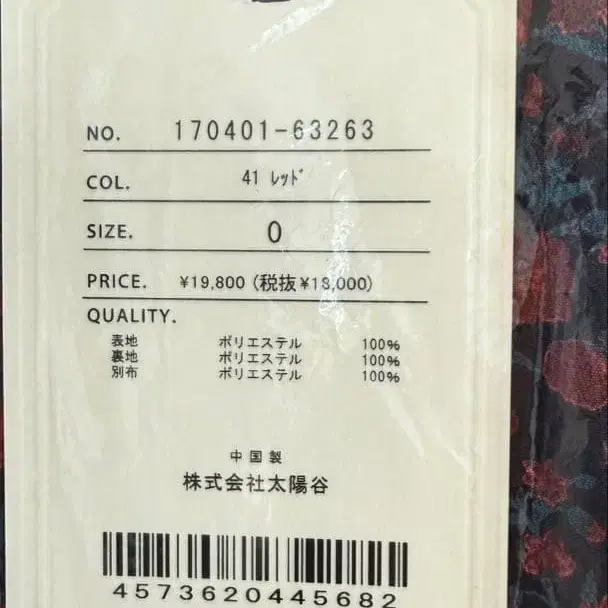 NO. 170401-63263
COL. 41 ﾚｯﾄﾞ
SIZE. 0
PRICE. ¥19,800 (税抜¥18,000)
QUALITY.
表地 ポリエステル 100%
裏地 ポリエステル 100%
別布 ポリエステル 100%
中国製
株式会社太陽谷
4573620445682